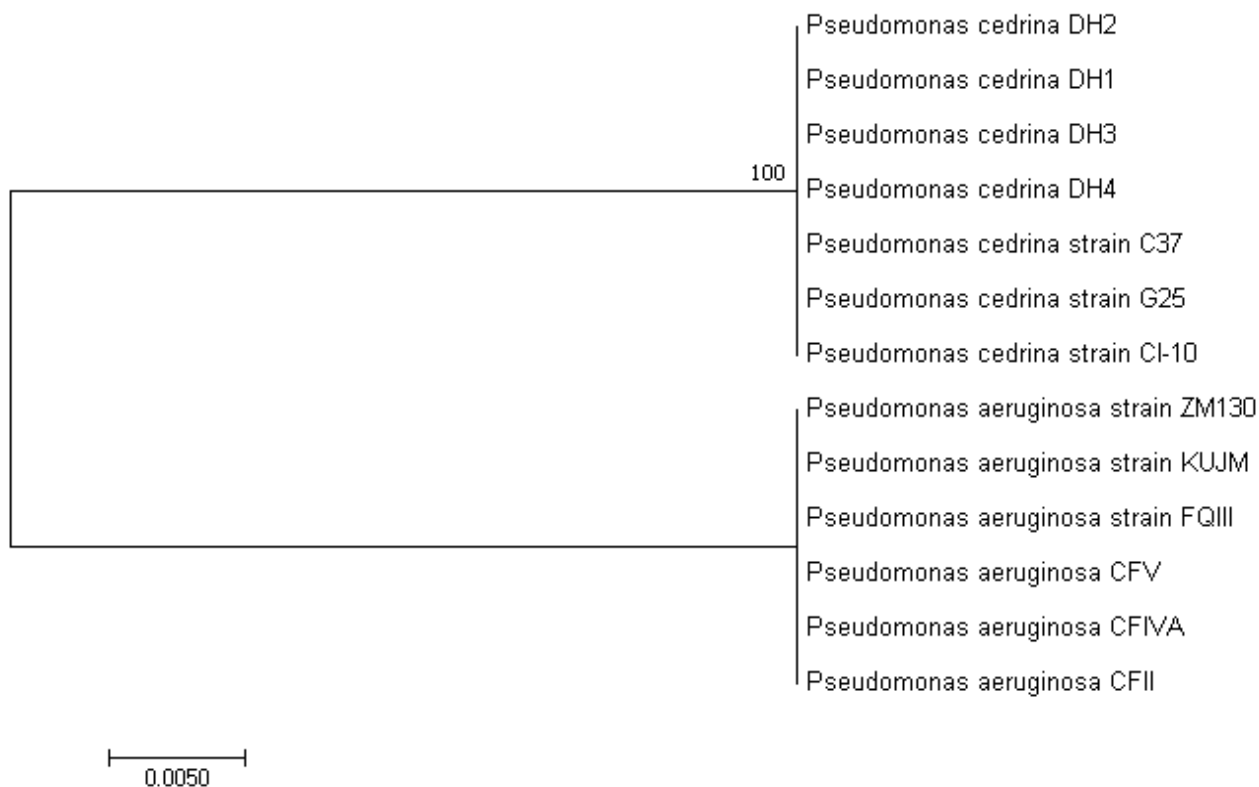 Pseudomonas cedrina DH2
Pseudomonas cedrina DH1
Pseudomonas cedrina DH3
100
Pseudomonas cedrina DH4
Pseudomonas cedrina strain C37
Pseudomonas cedrina strain G25
Pseudomonas cedrina strain CI-10
Pseudomonas aeruginosa strain ZM130
Pseudomonas aeruginosa strain KUJM
Pseudomonas aeruginosa strain FQIII
Pseudomonas aeruginosa CFV
Pseudomonas aeruginosa CFIVA
Pseudomonas aeruginosa CFII
0.0050